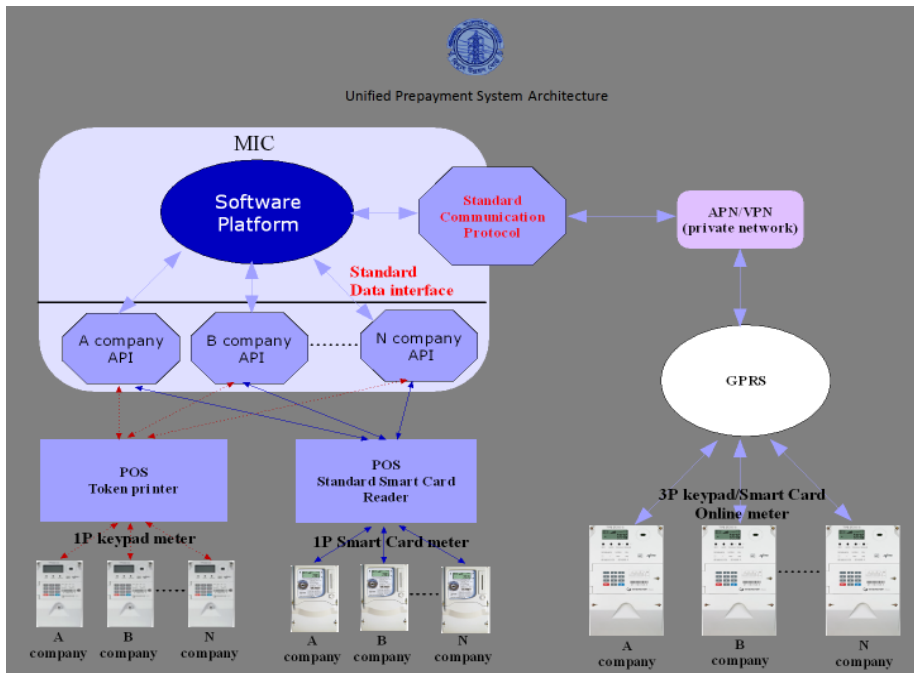 Unified Prepayment System Architecture
MIC
Software
Platform
Standard
Communication
Protocol
APN/VPN
(private network)
Standard
Data interface
A company
API
B company
API
N company
API
GPRS
POS
Token printer
POS
Standard Smart Card
Reader
3P keypad/Smart Card
Online meter
1P keypad meter
1P Smart Card meter
A
company
B
company
N
company
A
company
B
company
N
company
A
company
B
company
N
company